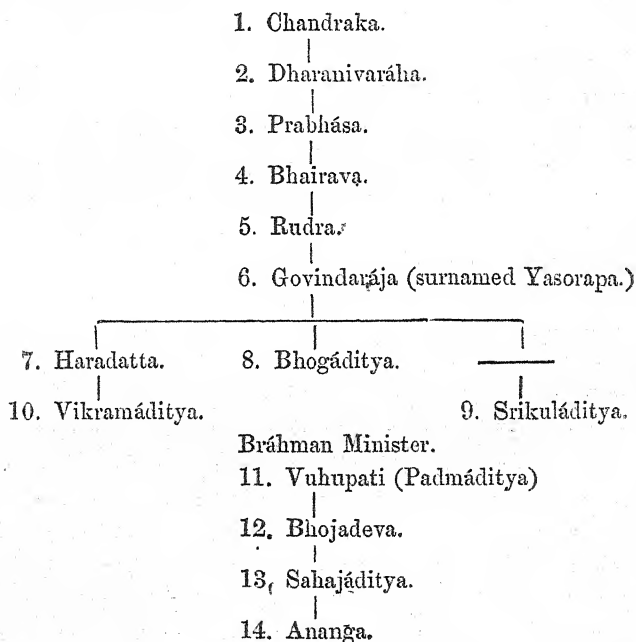 1. Chandraka.
2. Dharanivaráha.
3. Prabhása.
4. Bhairava.
5. Rudra.
6. Govindarája (surnamed Yasorapa.)
7. Haradatta. 8. Bhogáditya.
10. Vikramáditya. 9. Srikuláditya.
Bráhman Minister.
11. Vuhupati (Padmáditya)
12. Bhojadeva.
13, Sahajáditya.
14. Ananga.